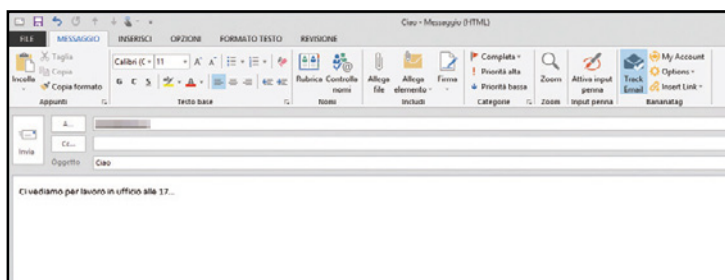 Ciao - Messaggio (HTML)
FILE MESSAGGIO INSERISCI OPZIONI FORMATO TESTO REVISIONE
Incolla
Taglia
Copia
Copia formato
Appunti
Calibri (C 11
G C S
Testo base
Rubrica Controlla nomi
Nomi
Allega file
Allega elemento
Firma
Includi
Completa
Priorità alta
Priorità bassa
Categorie
Zoom
Zoom
Attiva input penna
Input penna
Track Email
My Account
Options
Insert Link
Bananatag
Invia
A...
Cc...
Oggetto Ciao
Ci vediamo per lavoro in ufficio alle 17...